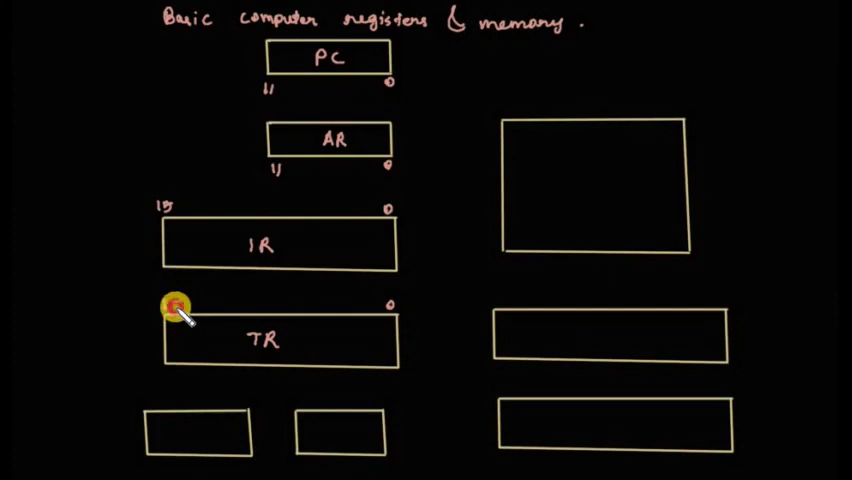 Basic computer registers & memory.
PC
11 0
AR
11 0
15 0
IR
0
TR